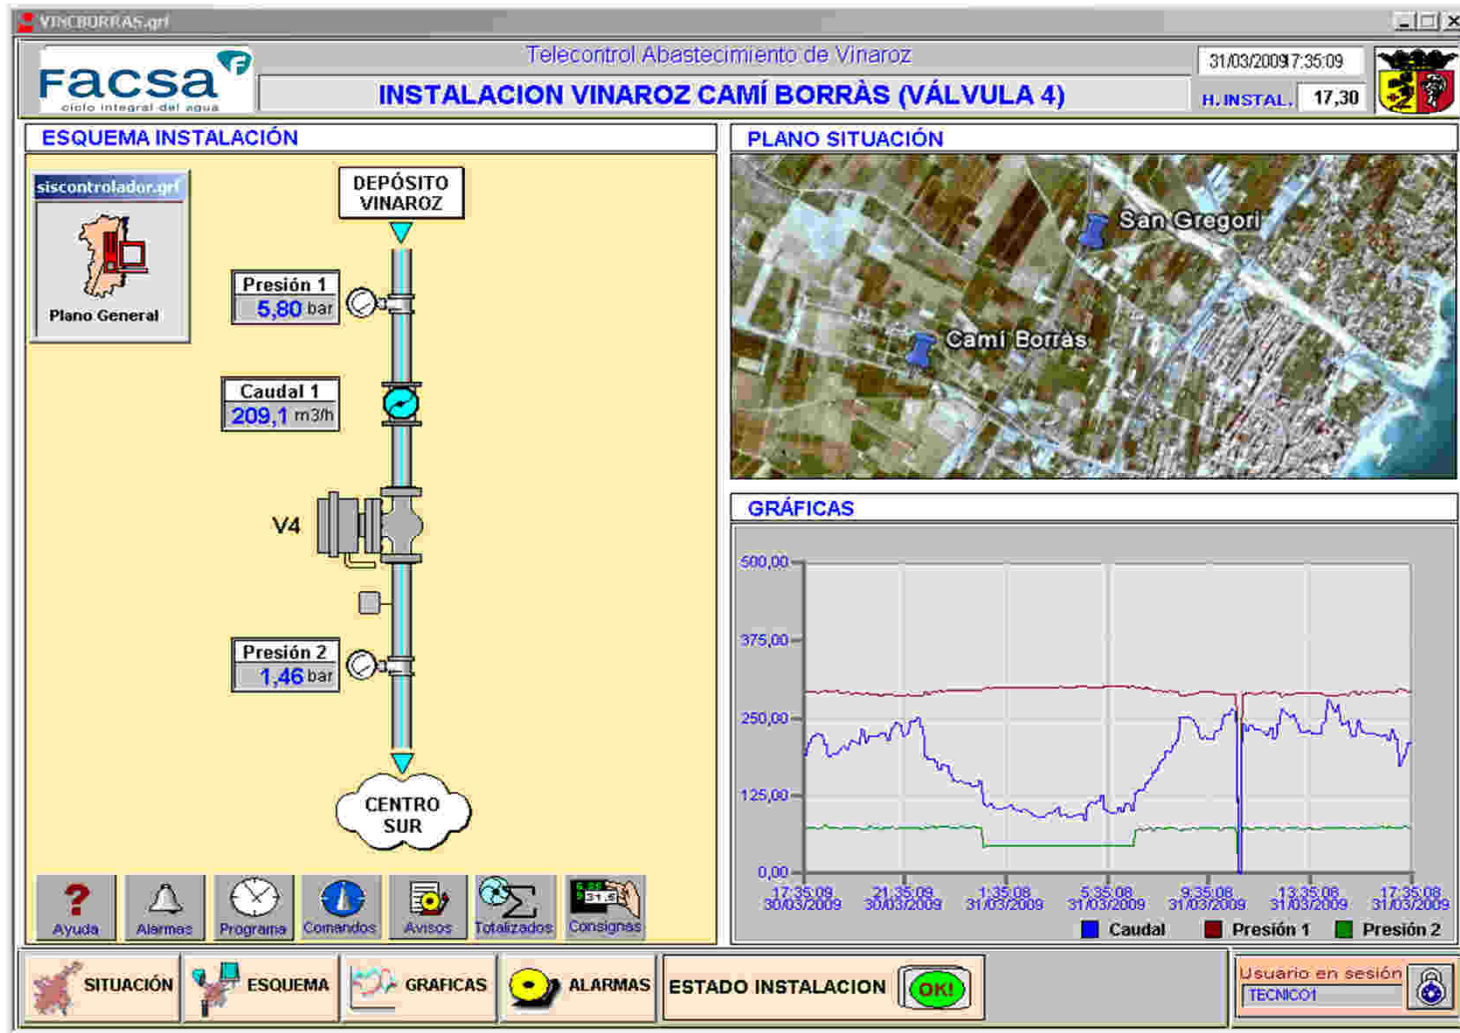 VINCBORRAS.grf
FACSA
ciclo integral del agua
Telecontrol Abastecimiento de Vinaroz
INSTALACION VINAROZ CAMÍ BORRÀS (VÁLVULA 4)
31/03/2009 17:35:09
H. INSTAL. 17,30
ESQUEMA INSTALACIÓN
siscontrolador.grf
Plano General
DEPÓSITO
VINAROZ
Presión 1
5,80 bar
Caudal 1
209,1 m3/h
V4
Presión 2
1,46 bar
CENTRO
SUR
Ayuda
Alarmas
Programa
Comandos
Avisos
Totalizados
Consignas
PLANO SITUACIÓN
San Gregori
Camí Borràs
GRÁFICAS
500,00
375,00
250,00
125,00
0,00
17:35:09 21:35:09 1:35:08 5:35:08 9:35:08 13:35:08 17:35:08
30/03/2009 30/03/2009 31/03/2009 31/03/2009 31/03/2009 31/03/2009 31/03/2009
Caudal Presión 1 Presión 2
SITUACIÓN
ESQUEMA
GRAFICAS
ALARMAS
ESTADO INSTALACION OK!
Usuario en sesión
TECNICO1